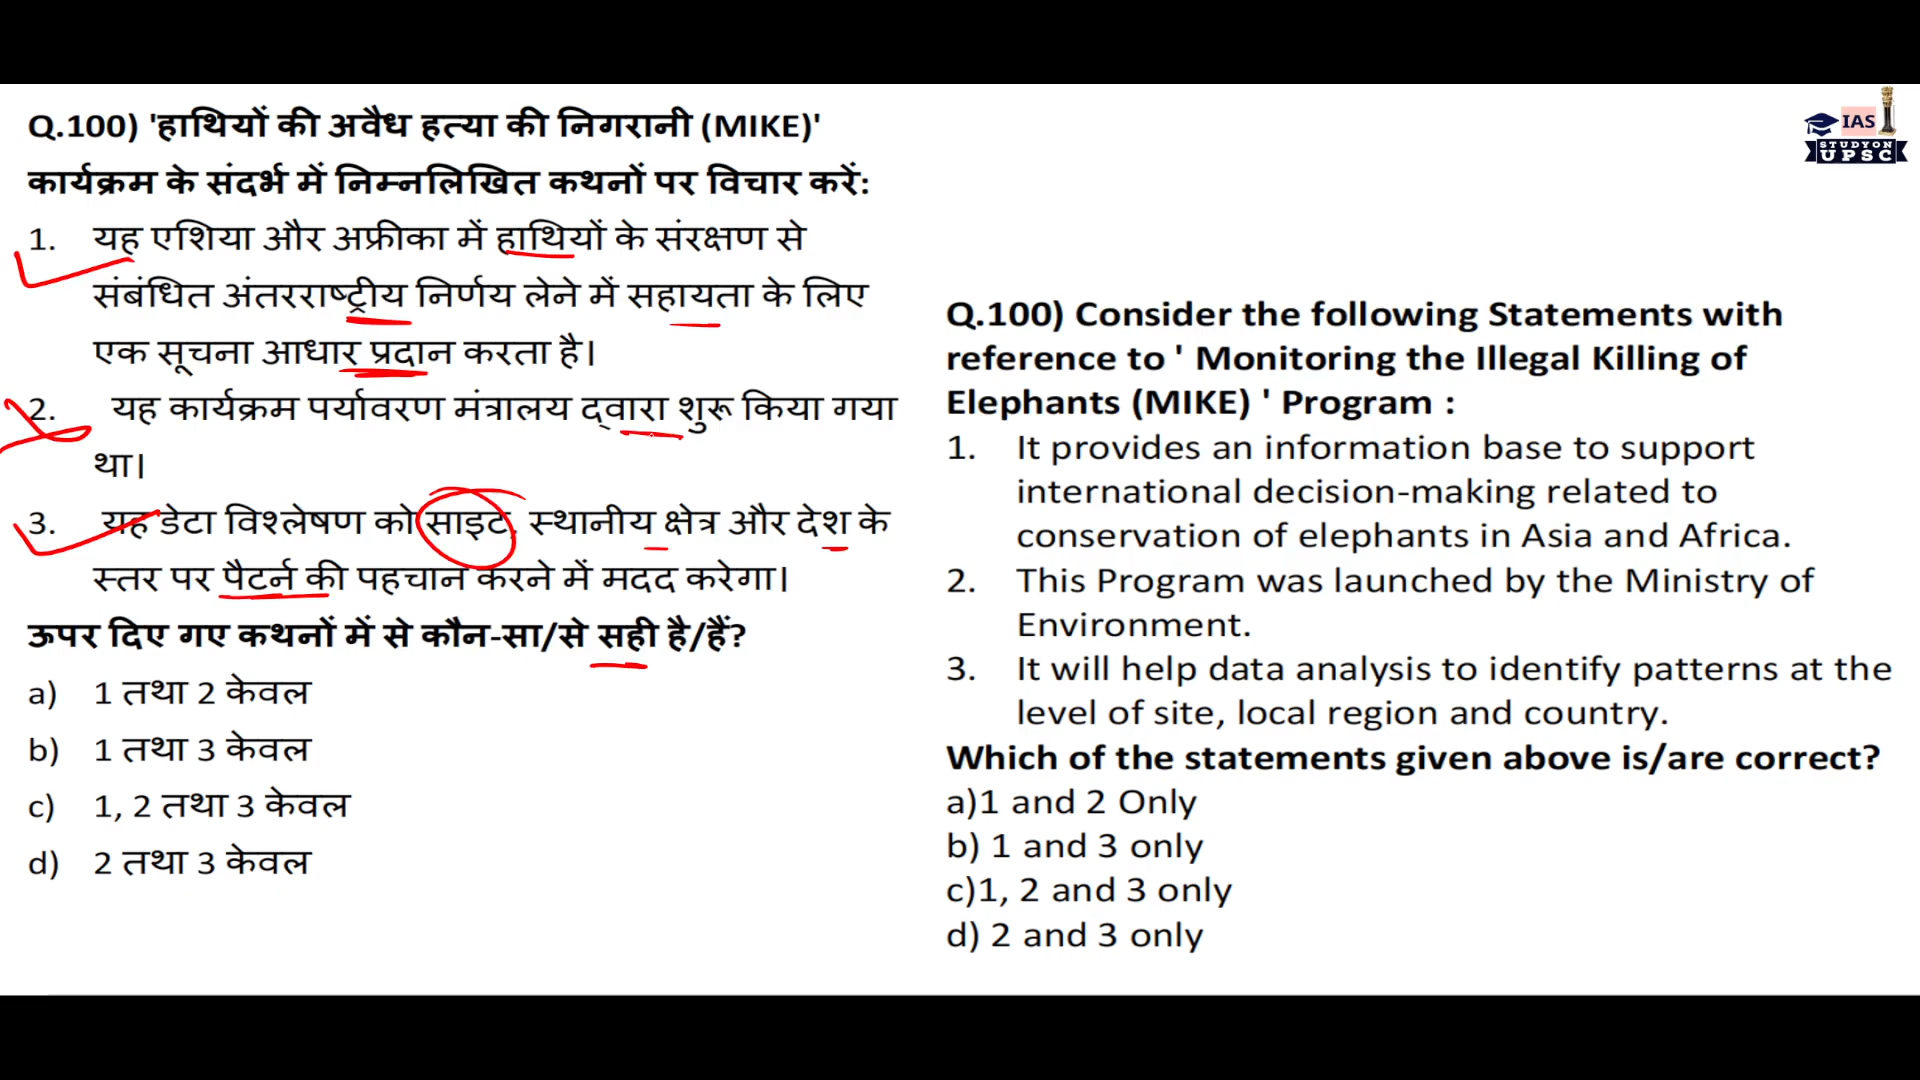 Q.100) 'हाथियों की अवैध हत्या की निगरानी (MIKE)'
कार्यक्रम के संदर्भ में निम्नलिखित कथनों पर विचार करें:
1. यह एशिया और अफ्रीका में हाथियों के संरक्षण से
संबंधित अंतरराष्ट्रीय निर्णय लेने में सहायता के लिए
एक सूचना आधार प्रदान करता है।
2. यह कार्यक्रम पर्यावरण मंत्रालय द्वारा शुरू किया गया
था।
3. यह डेटा विश्लेषण को साइट, स्थानीय क्षेत्र और देश के
स्तर पर पैटर्न की पहचान करने में मदद करेगा।
ऊपर दिए गए कथनों में से कौन-सा/से सही है/हैं?
a) 1 तथा 2 केवल
b) 1 तथा 3 केवल
c) 1, 2 तथा 3 केवल
d) 2 तथा 3 केवल
IAS
STUDYON
UPSC
Q.100) Consider the following Statements with
reference to ' Monitoring the Illegal Killing of
Elephants (MIKE) ' Program :
1. It provides an information base to support
international decision-making related to
conservation of elephants in Asia and Africa.
2. This Program was launched by the Ministry of
Environment.
3. It will help data analysis to identify patterns at the
level of site, local region and country.
Which of the statements given above is/are correct?
a)1 and 2 Only
b) 1 and 3 only
c)1, 2 and 3 only
d) 2 and 3 only